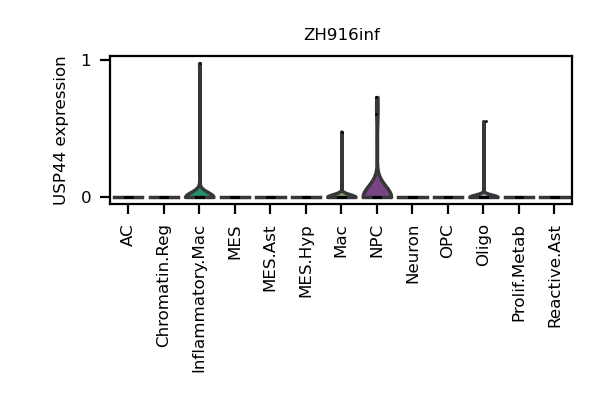 ZH916inf
USP44 expression
1
0
AC
Chromatin.Reg
Inflammatory.Mac
MES
MES.Ast
MES.Hyp
Mac
NPC
Neuron
OPC
Oligo
Prolif.Metab
Reactive.Ast